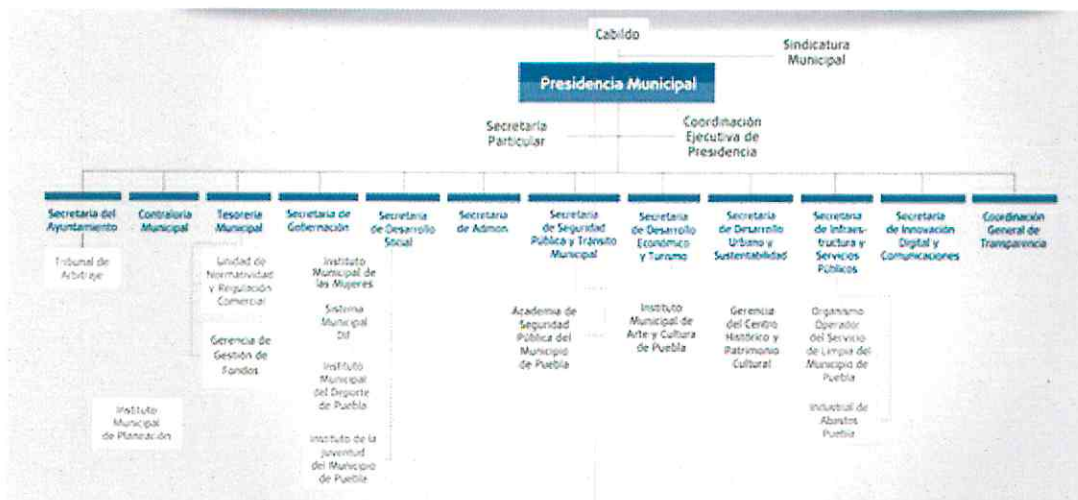 Cabildo
Sindicatura
Municipal
Presidencia Municipal
Secretaría
Particular
Coordinación
Ejecutiva de
Presidencia
Secretaría del
Ayuntamiento
Contraloría
Municipal
Tesorería
Municipal
Secretaría de
Gobernación
Secretaría
de Desarrollo
Social
Secretaría
de Admon
Secretaría
de Seguridad
Pública y Tránsito
Municipal
Secretaría
de Desarrollo
Económico
y Turismo
Secretaría
de Desarrollo
Urbano y
Sustentabilidad
Secretaría
de Infraes-
tructura y
Servicios
Públicos
Secretaría
de Innovación
Digital y
Comunicaciones
Coordinación
General de
Transparencia
Tribunal de
Arbitraje
Unidad de
Normatividad
y Regulación
Comercial
Gerencia de
Gestión de
Fondos
Instituto
Municipal
de Planeación
Instituto
Municipal de
las Mujeres
Sistema
Municipal
Dif
Instituto
Municipal
del Deporte
de Puebla
Instituto de la
Juventud
del Municipio
de Puebla
Academia de
Seguridad
Pública del
Municipio
de Puebla
Instituto
Municipal de
Arte y Cultura
de Puebla
Gerencia
del Centro
Histórico y
Patrimonio
Cultural
Organismo
Operador
del Servicio
de Limpia del
Municipio de
Puebla
Industrial de
Abastos
Puebla